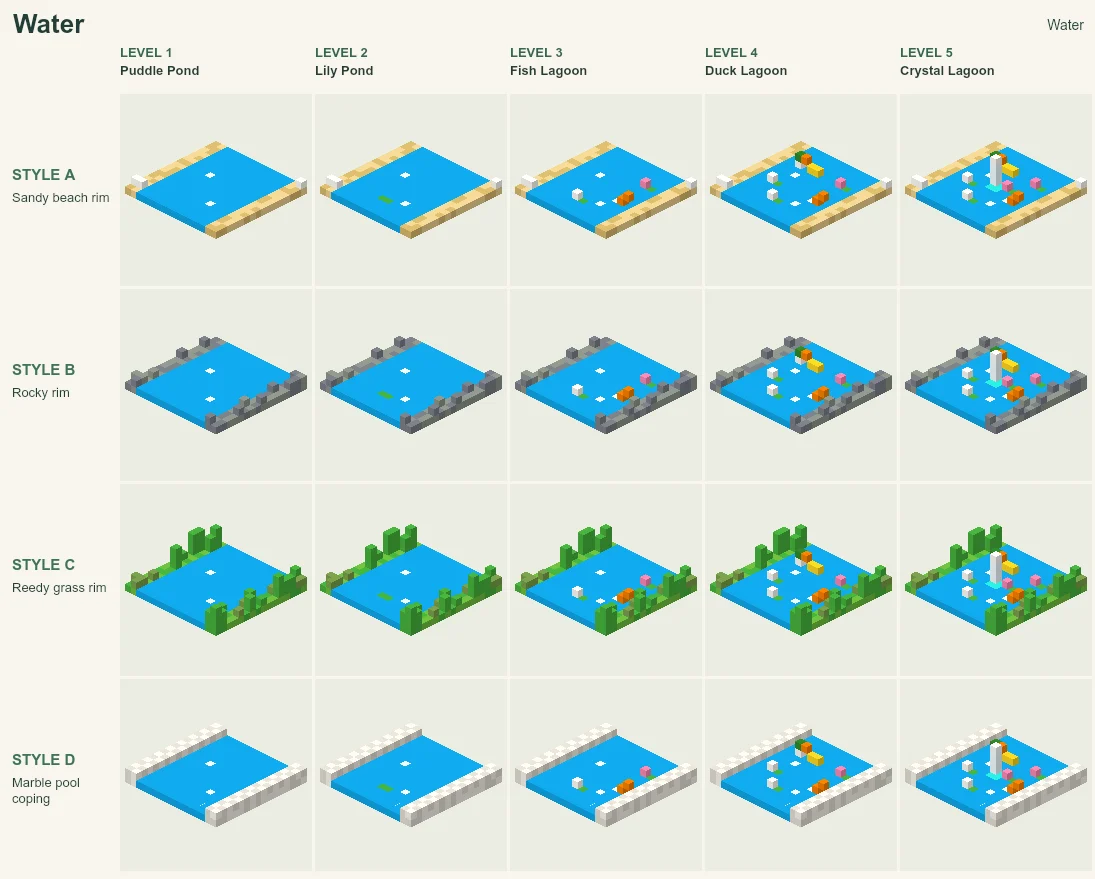 Water
Water
LEVEL 1
Puddle Pond
LEVEL 2
Lily Pond
LEVEL 3
Fish Lagoon
LEVEL 4
Duck Lagoon
LEVEL 5
Crystal Lagoon
STYLE A
Sandy beach rim
STYLE B
Rocky rim
STYLE C
Reedy grass rim
STYLE D
Marble pool
coping